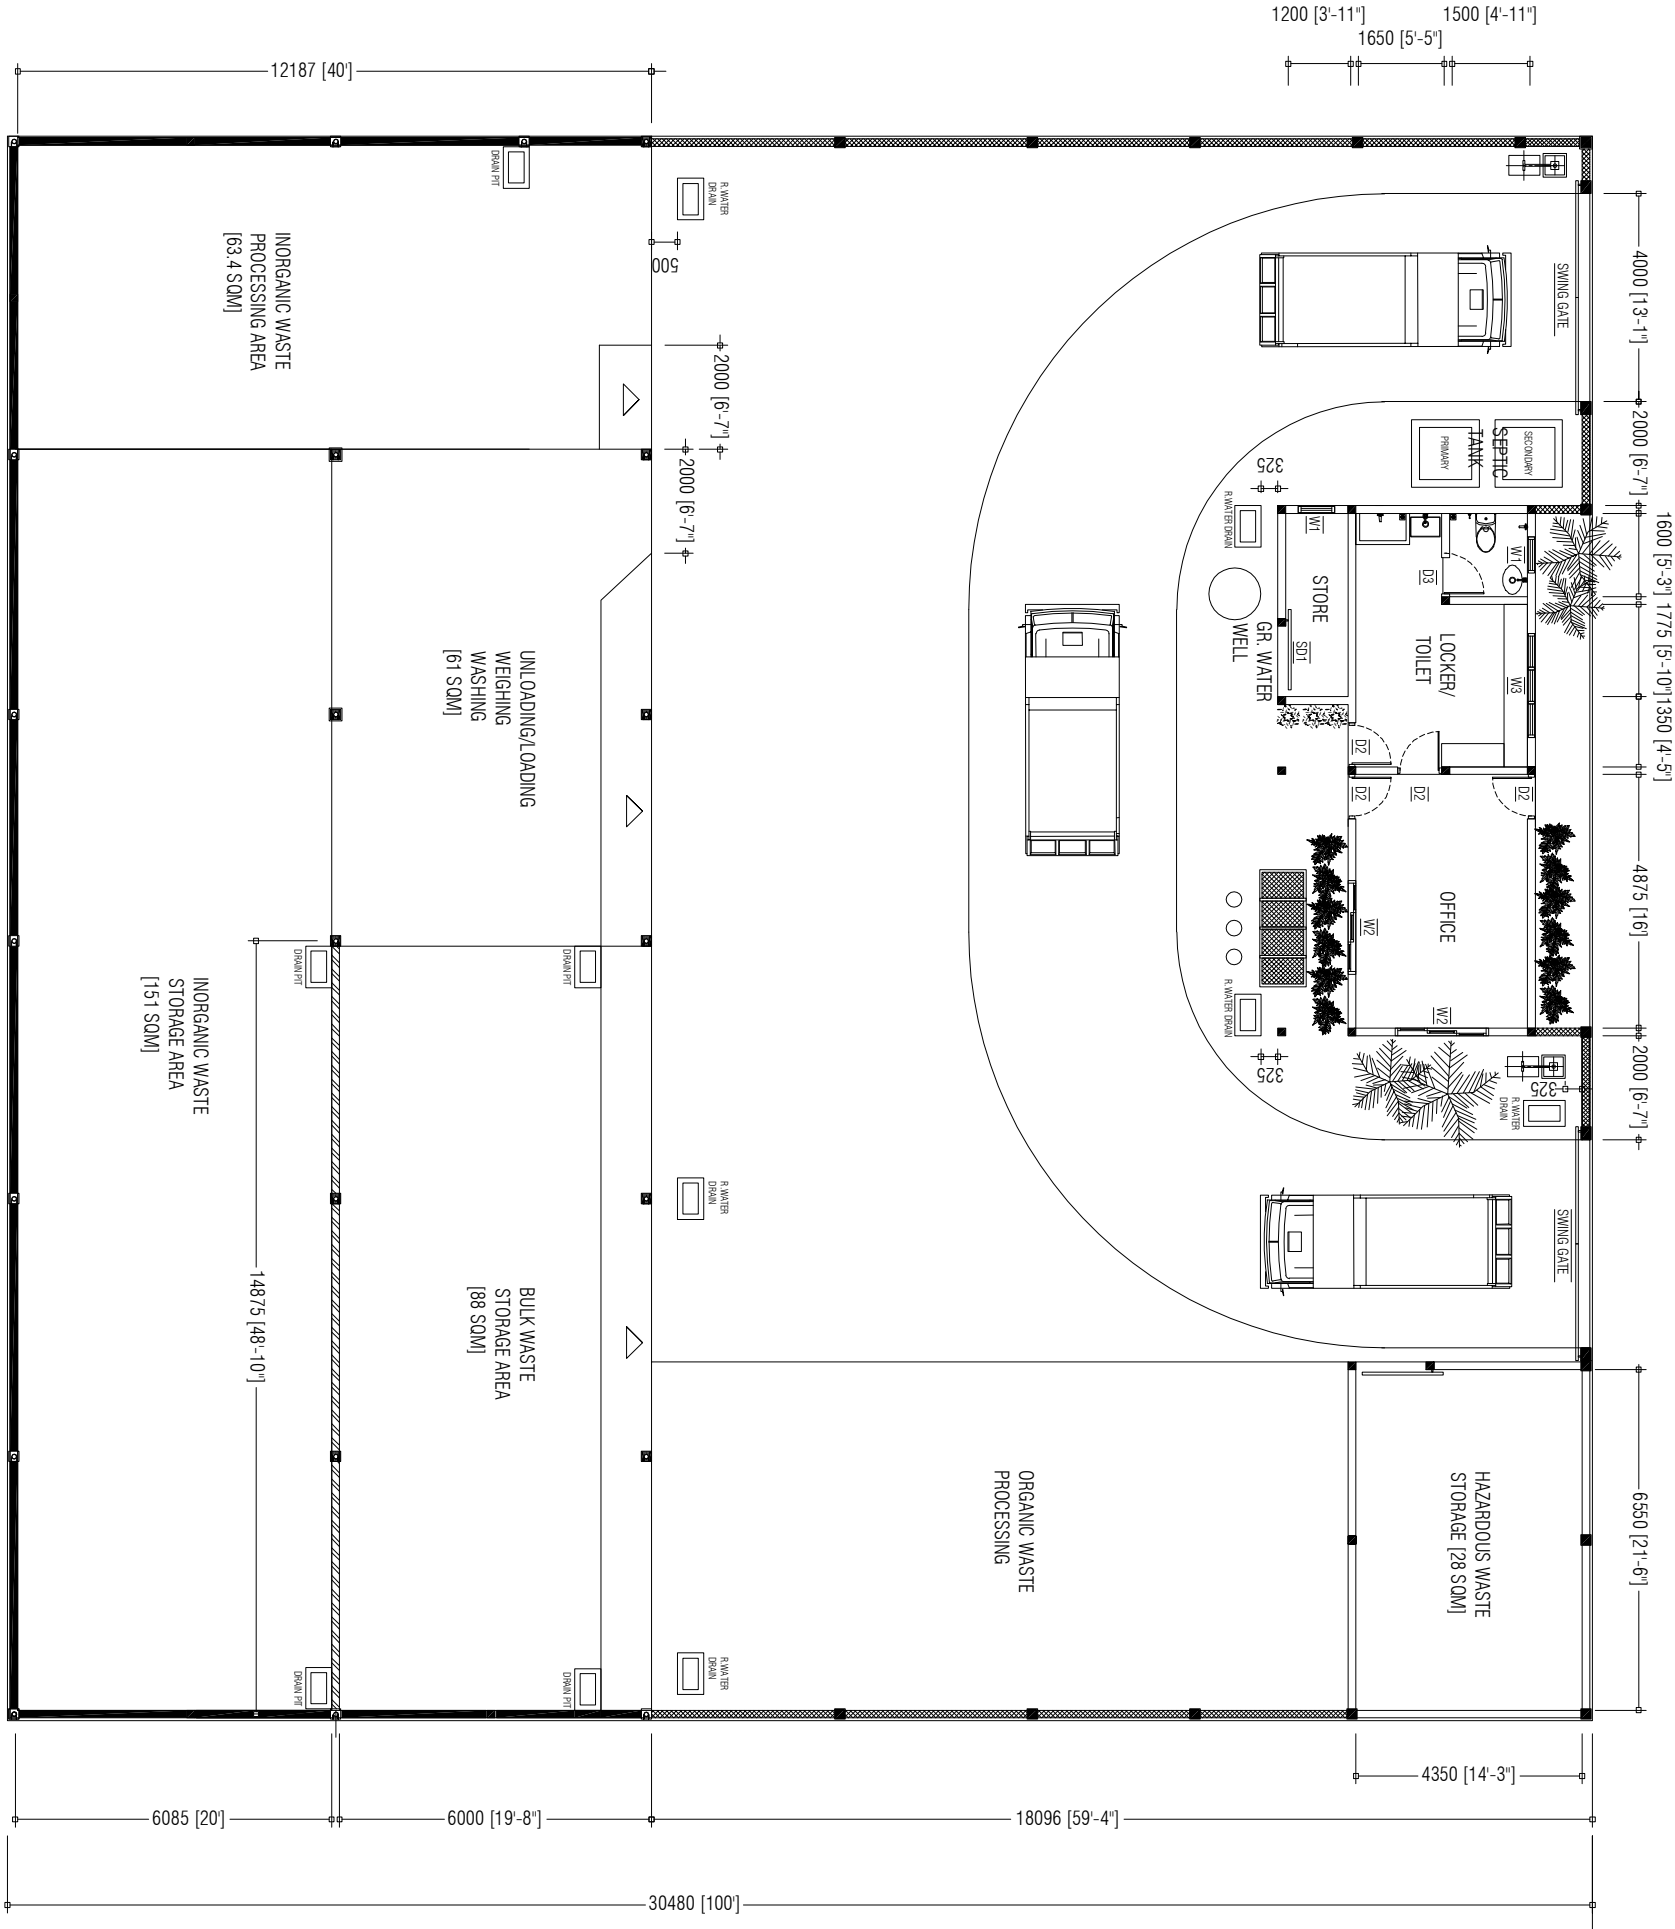 1200 [3'-11"]
1500 [4'-11"]
1650 [5'-5"]
12187 [40']
DRAIN PIT
R.WATER
DRAIN
INORGANIC WASTE
PROCESSING AREA
[63.4 SQM]
500
2000 [6'-7"]
2000 [6'-7"]
SWING GATE
4000 [13'-1"]
2000 [6'-7"]
SEPTIC
TANK
SECONDARY
PRIMARY
325
R.WATER DRAIN
W1
STORE
SD1
GR. WATER
WELL
W1
D3
LOCKER/
TOILET
W3
1600 [5'-3"]
1775 [5'-10"]
1350 [4'-5"]
D2
D2
D2
D2
4875 [16']
OFFICE
W2
W2
R.WATER DRAIN
325
325
R.WATER
DRAIN
2000 [6'-7"]
UNLOADING/LOADING
WEIGHING
WASHING
[61 SQM]
DRAIN PIT
DRAIN PIT
INORGANIC WASTE
STORAGE AREA
[151 SQM]
R.WATER
DRAIN
SWING GATE
14875 [48'-10"]
BULK WASTE
STORAGE AREA
[88 SQM]
ORGANIC WASTE
PROCESSING
HAZARDOUS WASTE
STORAGE [28 SQM]
6550 [21'-6"]
DRAIN PIT
DRAIN PIT
R.WATER
DRAIN
4350 [14'-3"]
6085 [20']
6000 [19'-8"]
18096 [59'-4"]
30480 [100']